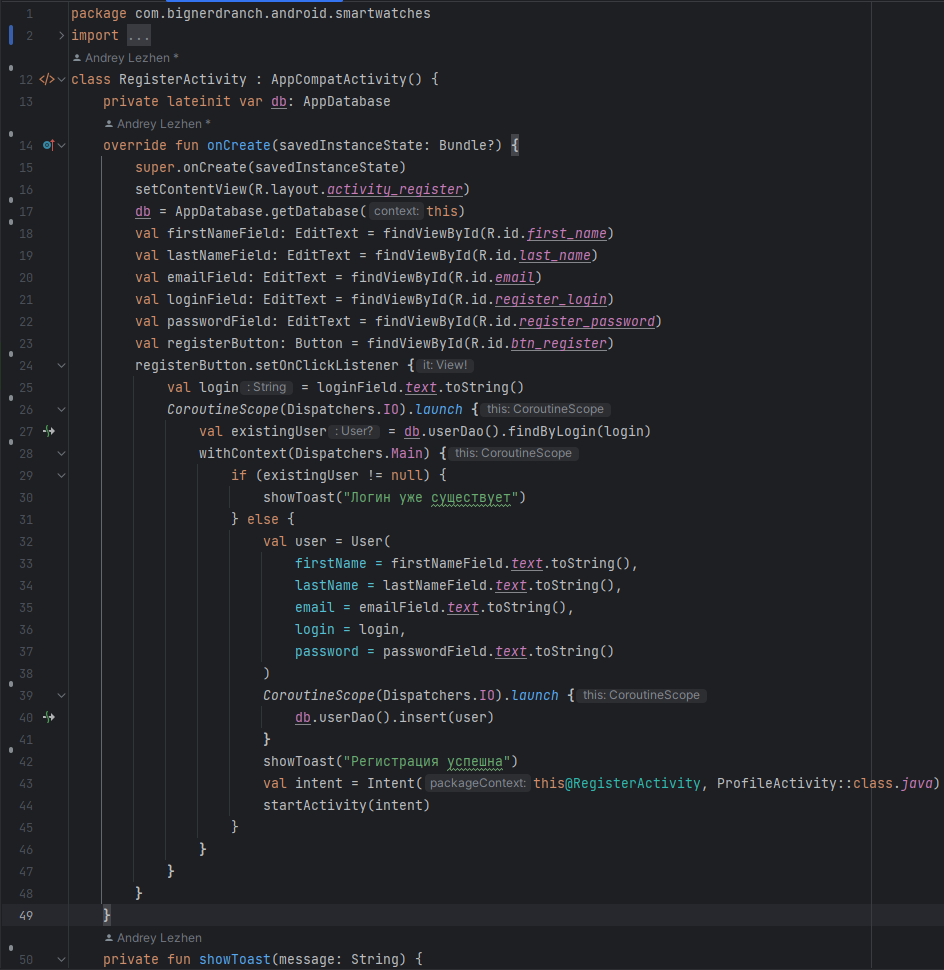 1 package com.bignerdranch.android.smartwatches
2 import ...
Andrey Lezhen *
12 </> class RegisterActivity : AppCompatActivity() {
13 private lateinit var db: AppDatabase
Andrey Lezhen *
14 override fun onCreate(savedInstanceState: Bundle?) {
15 super.onCreate(savedInstanceState)
16 setContentView(R.layout.activity_register)
17 db = AppDatabase.getDatabase( context: this)
18 val firstNameField: EditText = findViewById(R.id.first_name)
19 val lastNameField: EditText = findViewById(R.id.last_name)
20 val emailField: EditText = findViewById(R.id.email)
21 val loginField: EditText = findViewById(R.id.register_login)
22 val passwordField: EditText = findViewById(R.id.register_password)
23 val registerButton: Button = findViewById(R.id.btn_register)
24 registerButton.setOnClickListener { it: View!
25 val login : String = loginField.text.toString()
26 CoroutineScope(Dispatchers.IO).launch { this: CoroutineScope
27 val existingUser : User? = db.userDao().findByLogin(login)
28 withContext(Dispatchers.Main) { this: CoroutineScope
29 if (existingUser != null) {
30 showToast("Логин уже существует")
31 } else {
32 val user = User(
33 firstName = firstNameField.text.toString(),
34 lastName = lastNameField.text.toString(),
35 email = emailField.text.toString(),
36 login = login,
37 password = passwordField.text.toString()
38 )
39 CoroutineScope(Dispatchers.IO).launch { this: CoroutineScope
40 db.userDao().insert(user)
41 }
42 showToast("Регистрация успешна")
43 val intent = Intent( packageContext: this@RegisterActivity, ProfileActivity::class.java)
44 startActivity(intent)
45 }
46 }
47 }
48 }
49 }
Andrey Lezhen
50 private fun showToast(message: String) {